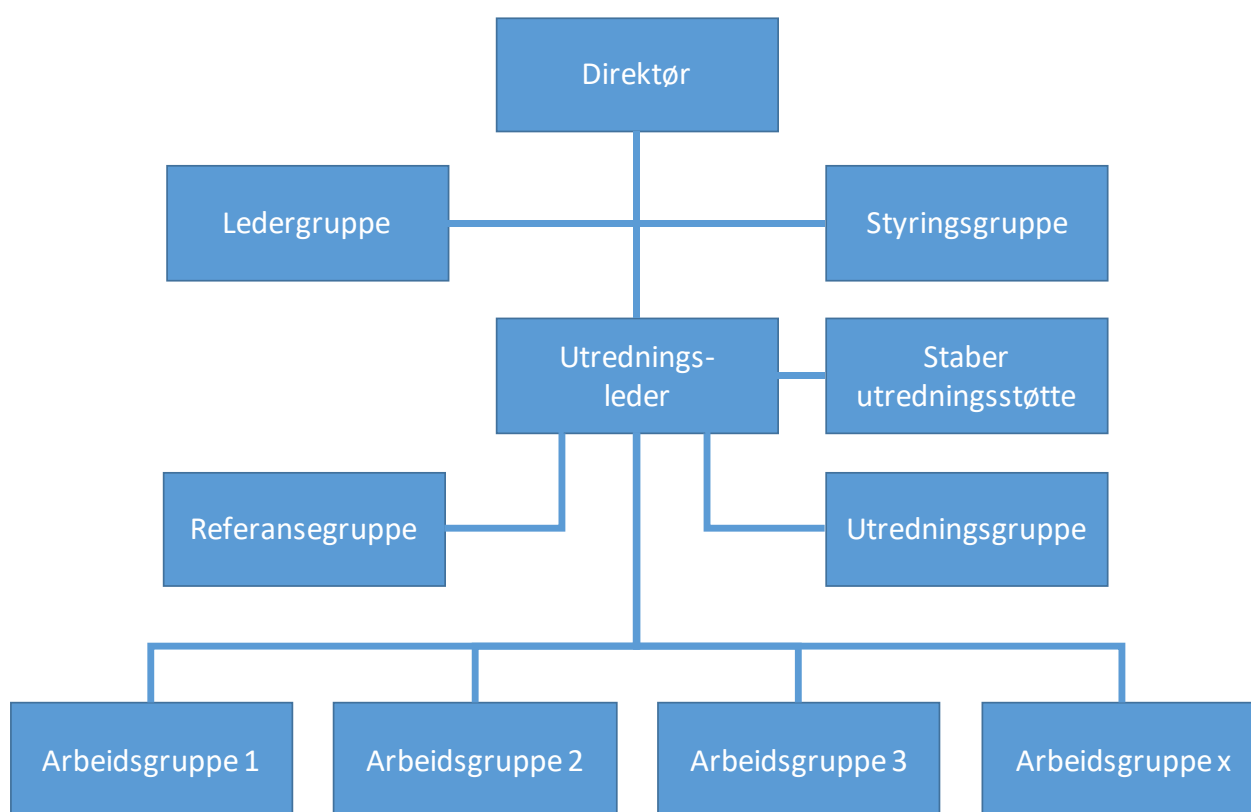 Direktør
Ledergruppe
Styringsgruppe
Utrednings-
leder
Staber
utredningsstøtte
Referansegruppe
Utredningsgruppe
Arbeidsgruppe 1
Arbeidsgruppe 2
Arbeidsgruppe 3
Arbeidsgruppe x